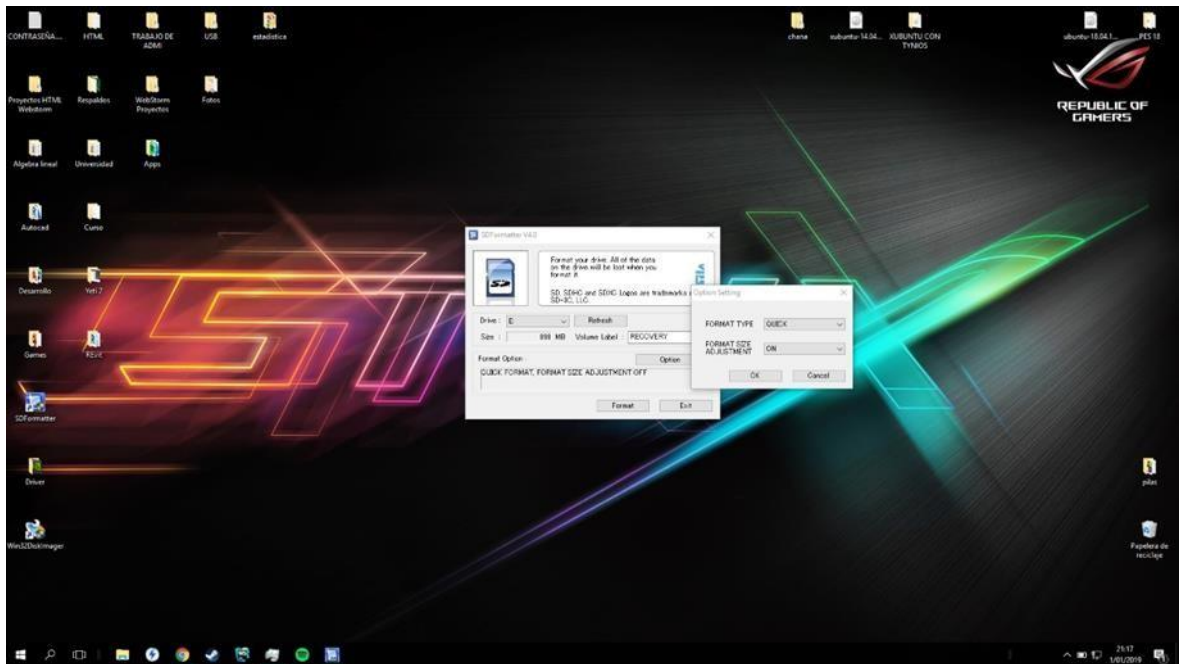 CONTRASEÑA...
HTML
TRABAJO DE
ADMI
USB
estadistica
chena
xubuntu-14.04...
XUBUNTU CON
TYNIOS
ubuntu-18.04.1...
PES 18
Proyectos HTML
Webstorm
Respaldos
WebStorm
Proyectos
Fotos
REPUBLIC OF
GAMERS
Algebra lineal
Universidad
Apps
Autocad
Curso
Desarrollo
Yeti 7
Games
REvit
SDFormatter
Driver
Win32DiskImager
SDFormatter V4.0
Format your drive. All of the data
on the drive will be lost when you
format it.
SD, SDHC and SDXC Logos are trademarks
SD-3C, LLC.
Drive : E:
Refresh
Size :
MB
Volume Label :
RECOVERY
Format Option
Option
QUICK FORMAT, FORMAT SIZE ADJUSTMENT OFF
Format
Exit
Option Setting
FORMAT TYPE
QUICK
FORMAT SIZE
ADJUSTMENT
ON
OK
Cancel
pilas
Papelera de
reciclaje
21:17
1/01/2019